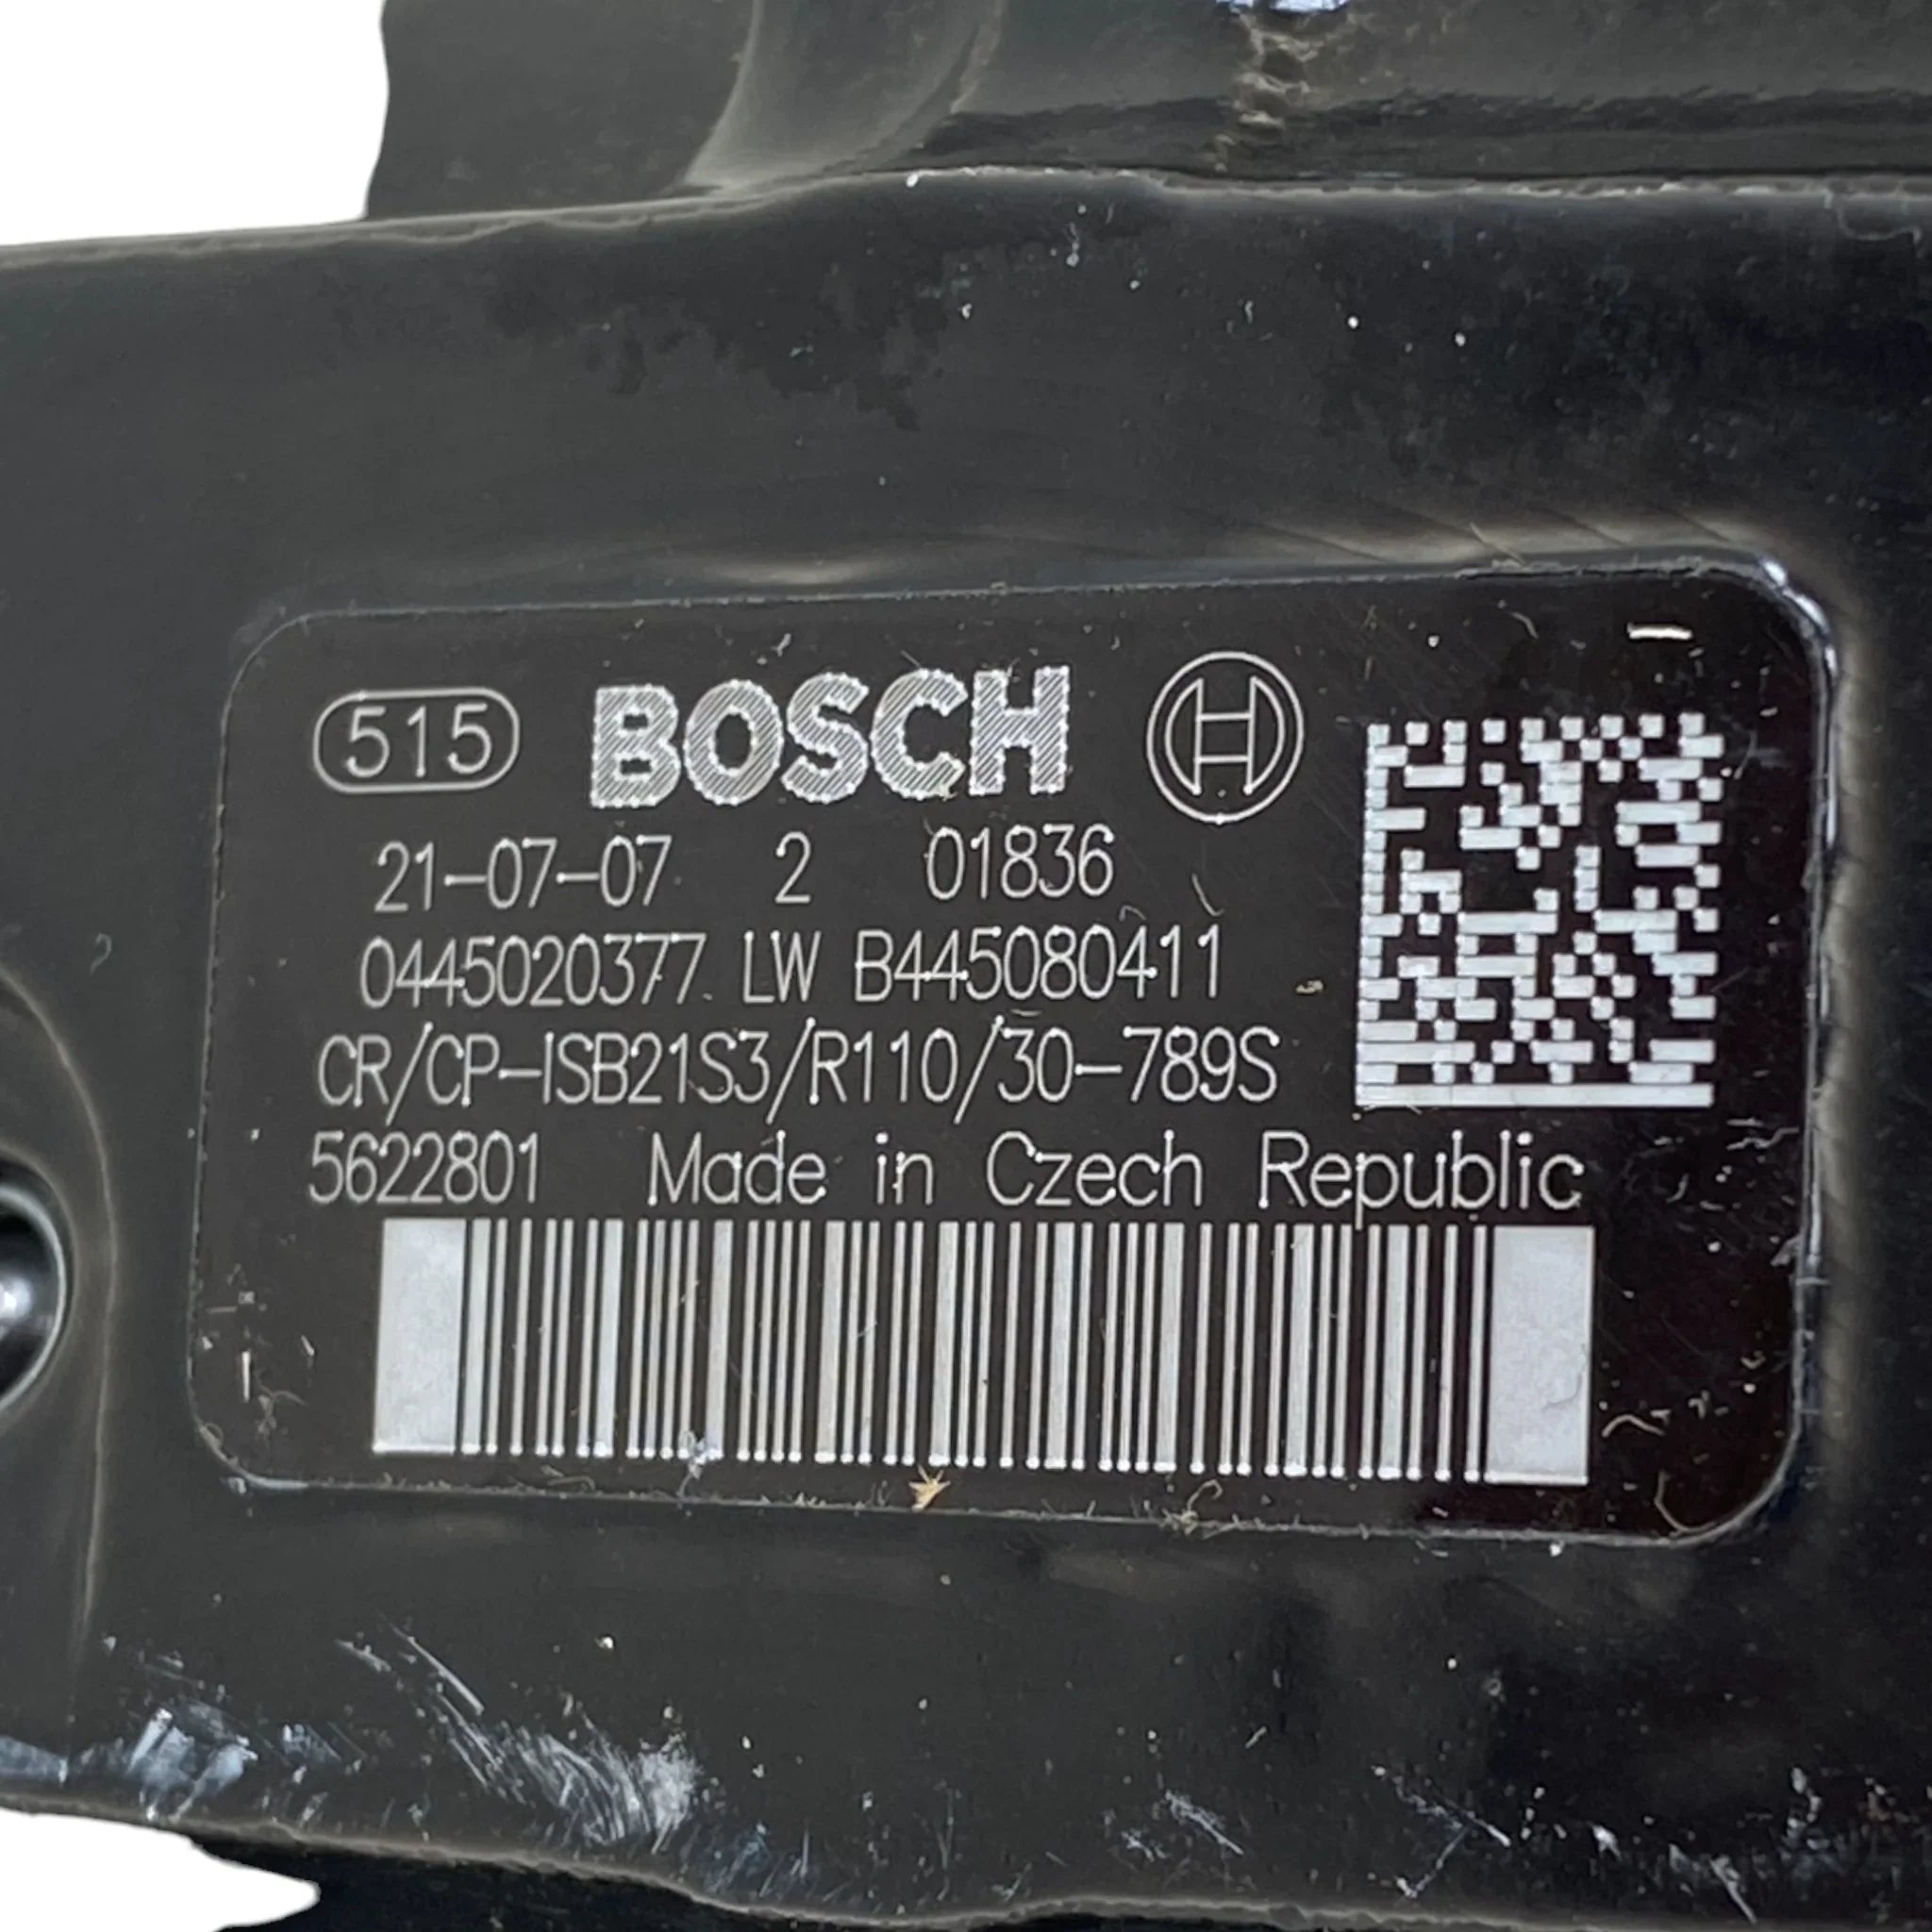 515 BOSCH
21-07-07 2 01836
0445020377 LW B445080411
CR/CP-ISB21S3/R110/30-789S
5622801 Made in Czech Republic